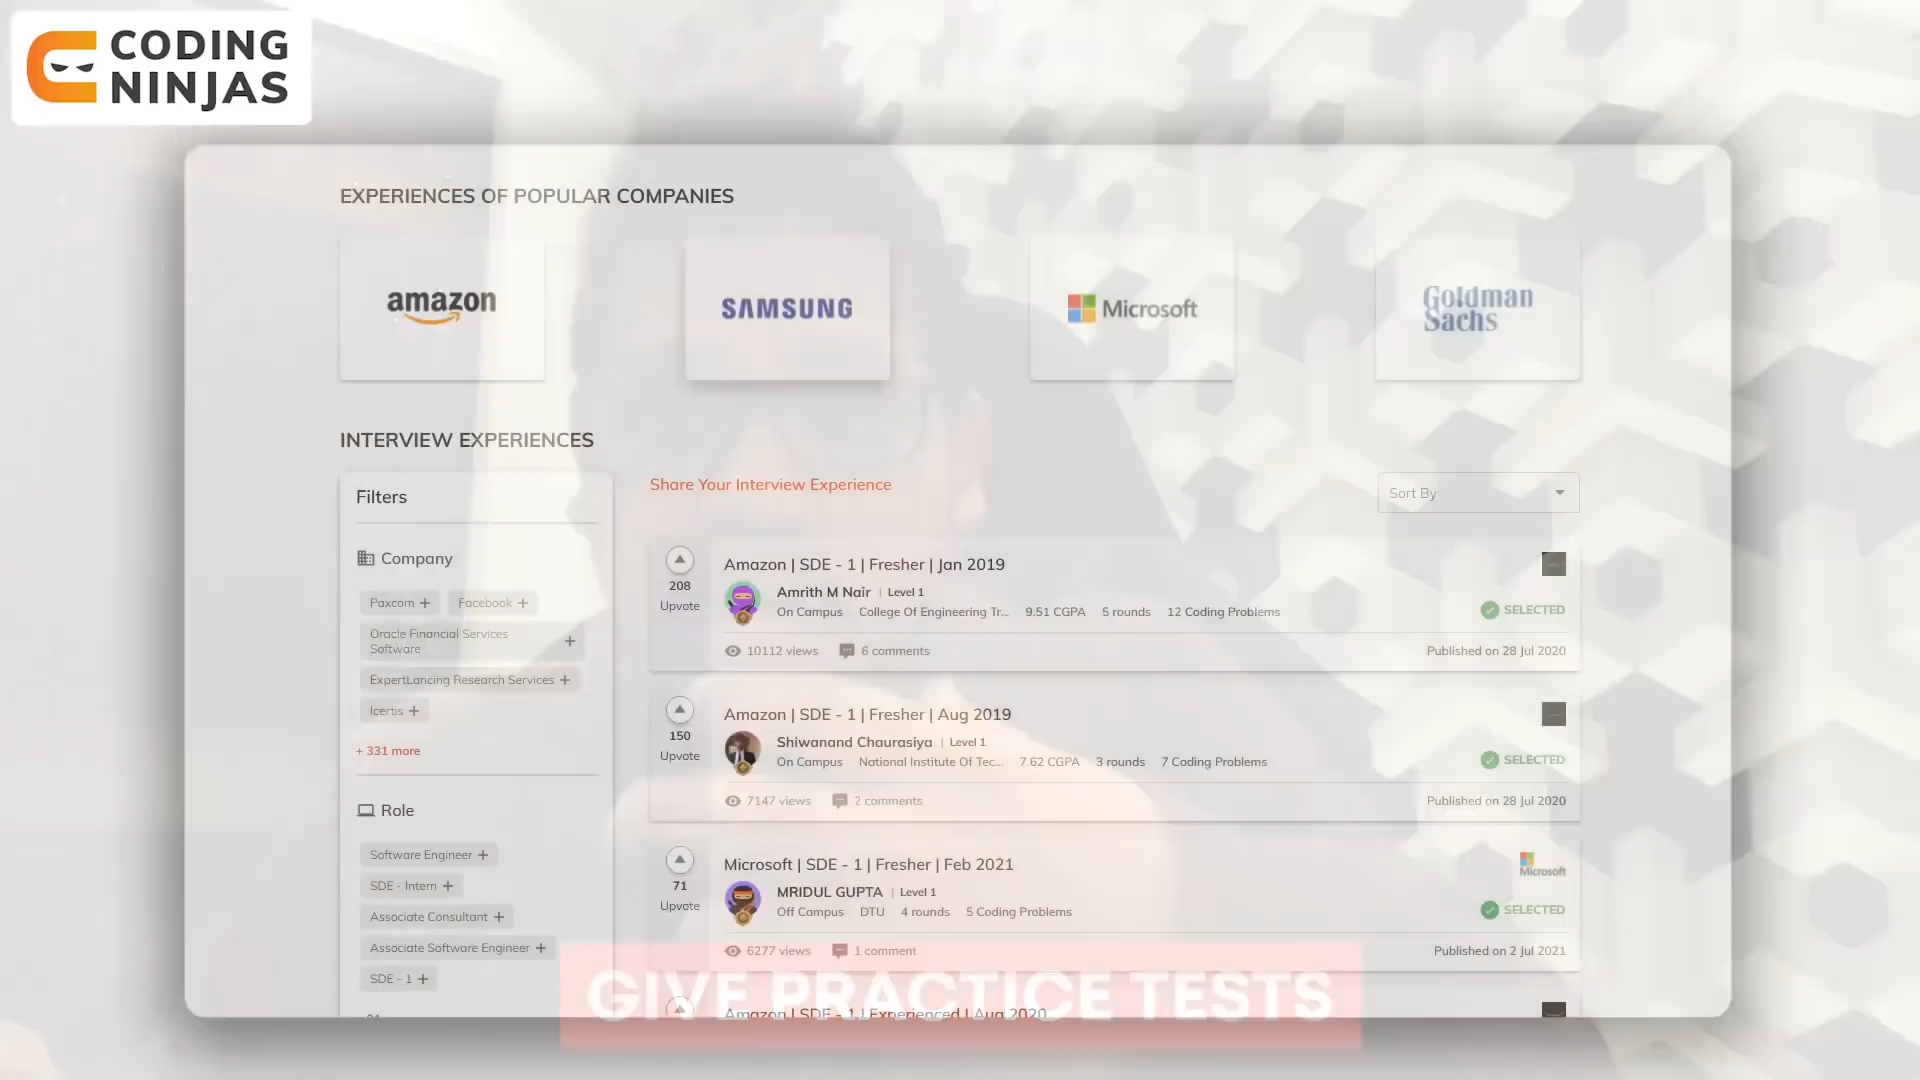 CODING
NINJAS
EXPERIENCES OF POPULAR COMPANIES
amazon
SAMSUNG
Microsoft
Goldman
Sachs
INTERVIEW EXPERIENCES
Filters
Share Your Interview Experience
Sort By
Company
Paxcom +
Facebook +
Oracle Financial Services
Software +
ExpertLancing Research Services +
Icertis +
+ 331 more
Role
Software Engineer +
SDE - Intern +
Associate Consultant +
Associate Software Engineer +
SDE - 1 +
Amazon | SDE - 1 | Fresher | Jan 2019
208
Upvote
Amrith M Nair | Level 1
On Campus College Of Engineering Tr... 9.51 CGPA 5 rounds 12 Coding Problems
SELECTED
10112 views 6 comments
Published on 28 Jul 2020
Amazon | SDE - 1 | Fresher | Aug 2019
150
Upvote
Shiwanand Chaurasiya | Level 1
On Campus National Institute Of Tec... 7.62 CGPA 3 rounds 7 Coding Problems
SELECTED
7147 views 2 comments
Published on 28 Jul 2020
Microsoft | SDE - 1 | Fresher | Feb 2021
Microsoft
71
Upvote
MRIDUL GUPTA | Level 1
Off Campus DTU 4 rounds 5 Coding Problems
SELECTED
6277 views 1 comment
Published on 2 Jul 2021
GIVE PRACTICE TESTS
Amazon | SDE - 1 | Experienced | Aug 2020